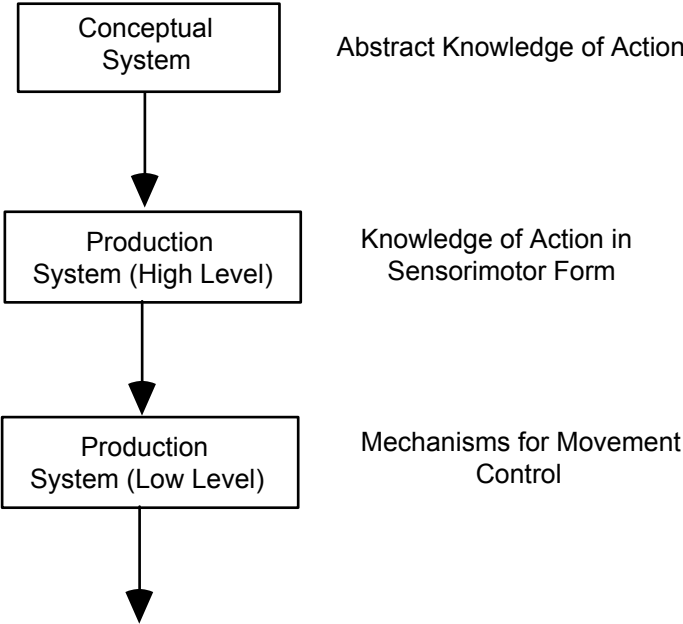 Conceptual
System
Abstract Knowledge of Action
Production
System (High Level)
Knowledge of Action in
Sensorimotor Form
Production
System (Low Level)
Mechanisms for Movement
Control